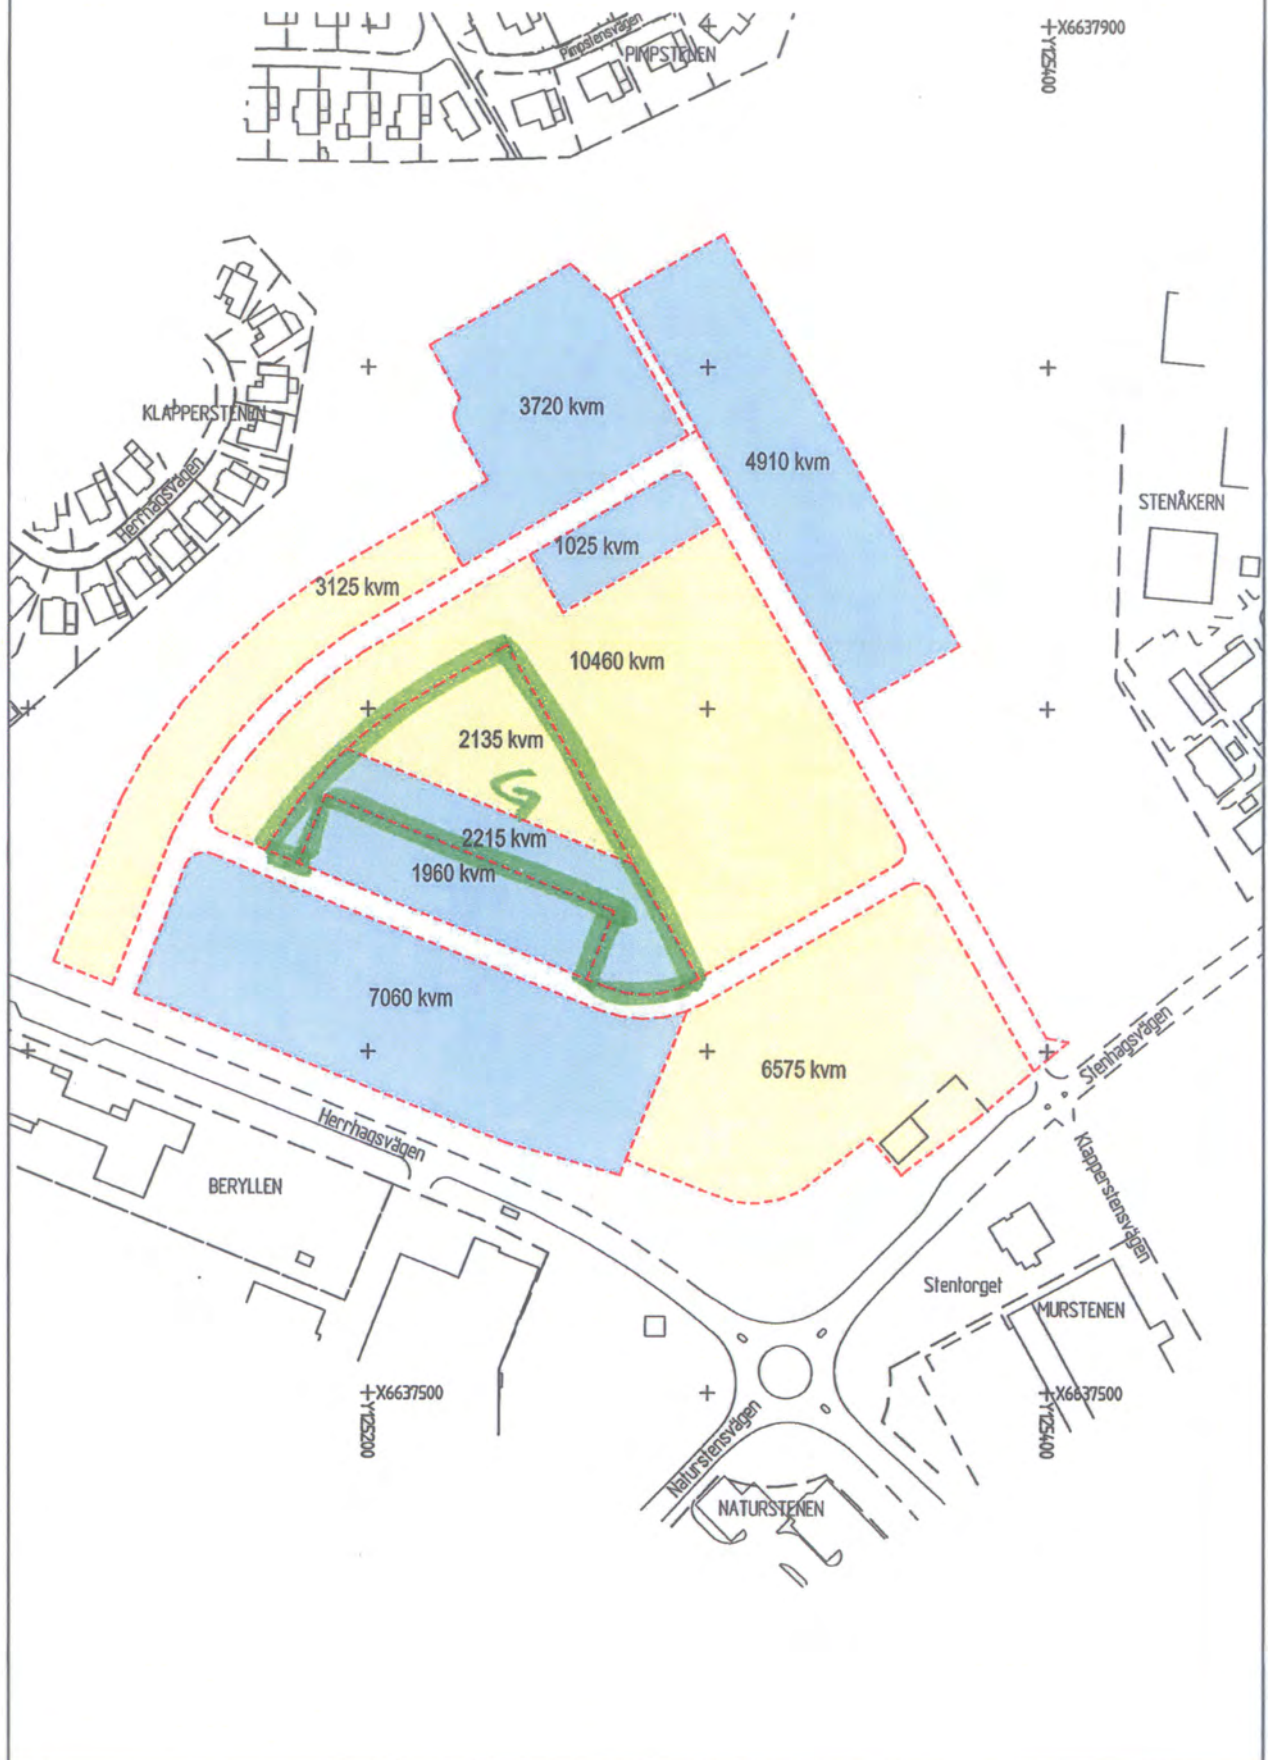 X6637900
Y125400
Pimpstensvägen
PIMPSTENEN
KLAPPERSTENEN
Herrhagsvägen
3720 kvm
4910 kvm
STENÅKERN
1025 kvm
3125 kvm
10460 kvm
2135 kvm
G
2215 kvm
1960 kvm
7060 kvm
6575 kvm
Stenhagsvägen
Herrhagsvägen
Klapperstensvägen
BERYLLEN
Stentorget
MURSTENEN
X6637500
Y125200
X6637500
Y125400
Naturstensvägen
NATURSTENEN